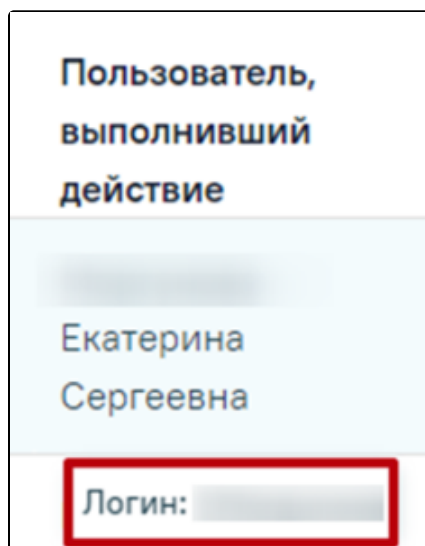 Пользователь,
выполнивший
действие
Екатерина
Сергеевна
Логин: